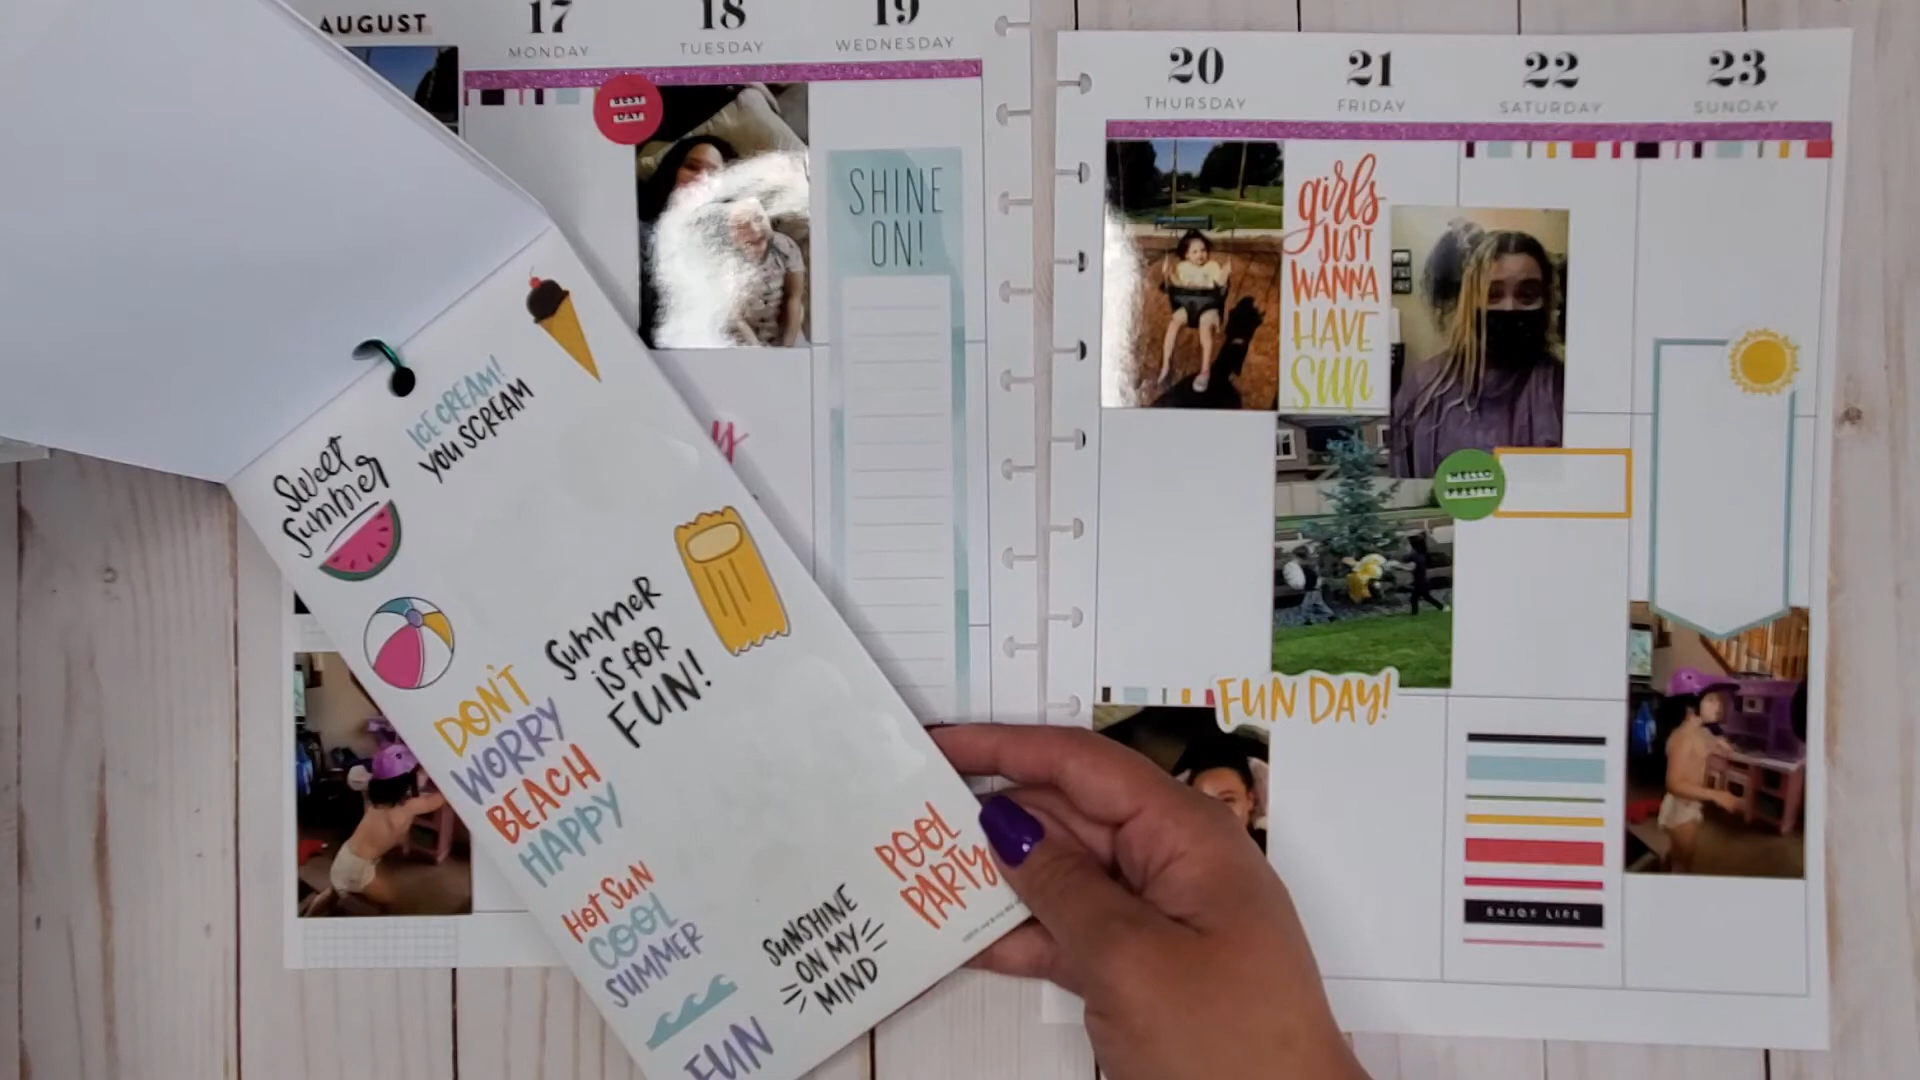 AUGUST
17
MONDAY
18
TUESDAY
19
WEDNESDAY
20
THURSDAY
21
FRIDAY
22
SATURDAY
23
SUNDAY
BEST
DAY
SHINE
ON!
girls
JUST
WANNA
HAVE
SUN
HELLO
FUN DAY!
ENJOY LIFE
ICE CREAM!
YOU SCREAM
Sweet
Summer
Summer
is FOR
FUN!
DON'T
WORRY
BEACH
HAPPY
HOT SUN
COOL
SUMMER
SUNSHINE
ON MY
MIND
POOL
PARTY
FUN